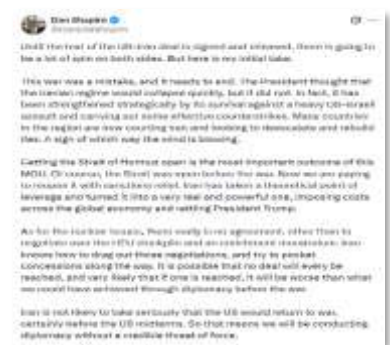 Dan Shapiro
Until the text of the US-Iran deal is signed and released, there is going to
be a lot of spin on both sides. But here is my initial take.
This war was a mistake, and it needs to end. The President thought that
the Iranian regime would collapse quickly, but it did not. In fact, it has
been strengthened strategically by its survival against a heavy US-Israeli
assault and carrying out some effective counterstrikes. Many countries
in the region are now courting Iran and looking to deescalate and rebuild
ties. A sign of which way the wind is blowing.
Getting the Strait of Hormuz open is the most important outcome of this
MOU. Of course, the Strait was open before the war. Now we are paying
to reopen it with sanctions relief. Iran has taken a theoretical point of
leverage and turned it into a very real and powerful one, imposing costs
across the global economy and rattling President Trump.
As for the nuclear issues, there really is no agreement, other than to
negotiate over the HEU stockpile and an enrichment moratorium. Iran
knows how to drag out these negotiations, and try to pocket
concessions along the way. It is possible that no deal will every be
reached, and very likely that if one is reached, it will be worse than what
we could have achieved through diplomacy before the war.
Iran is not likely to take seriously that the US would return to war,
certainly before the US midterms. So that means we will be conducting
diplomacy without a credible threat of force.